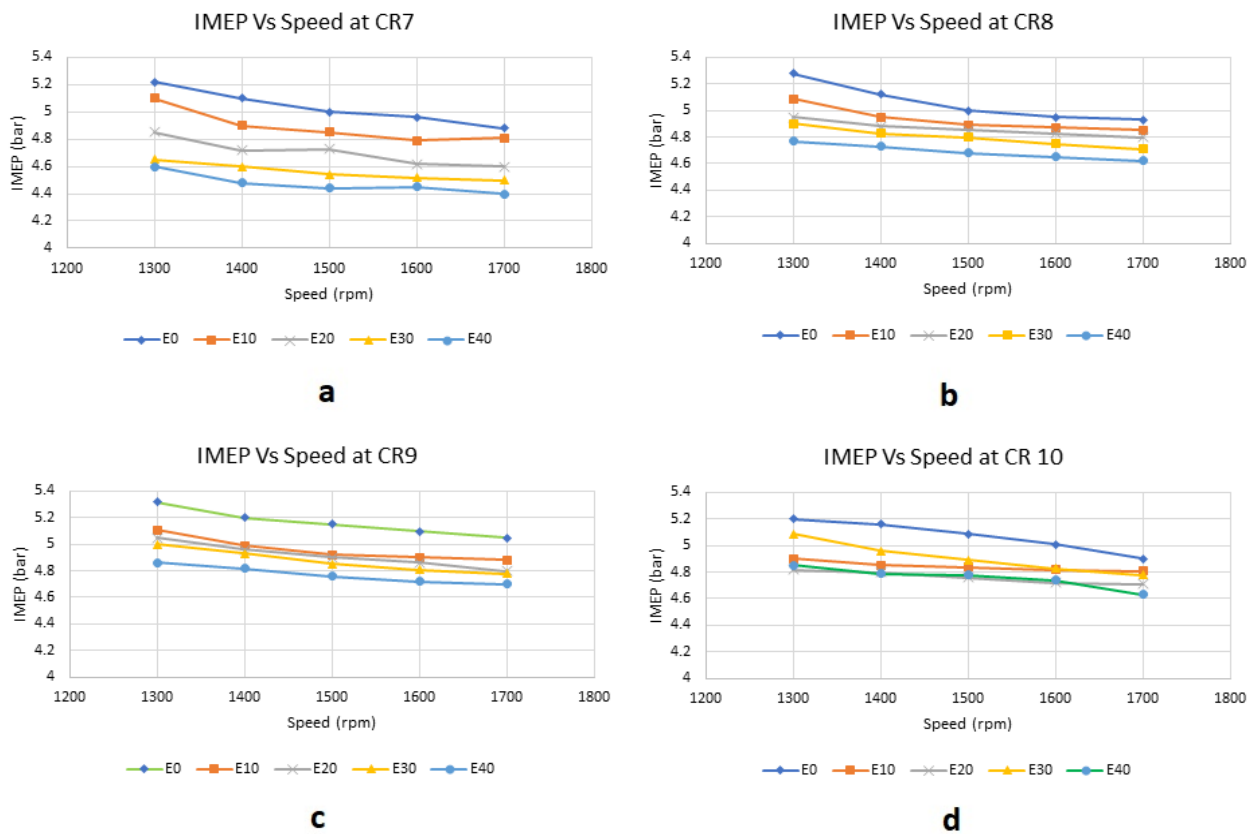 IMEP Vs Speed at CR7
5.4
5.2
5
4.8
4.6
4.4
4.2
4
IMEP (bar)
1200 1300 1400 1500 1600 1700 1800
Speed (rpm)
E0 E10 E20 E30 E40
a
IMEP Vs Speed at CR8
5.4
5.2
5
4.8
4.6
4.4
4.2
4
IMEP (bar)
1200 1300 1400 1500 1600 1700 1800
Speed (rpm)
E0 E10 E20 E30 E40
b
IMEP Vs Speed at CR9
5.4
5.2
5
4.8
4.6
4.4
4.2
4
IMEP (bar)
1200 1300 1400 1500 1600 1700 1800
Speed (rpm)
E0 E10 E20 E30 E40
c
IMEP Vs Speed at CR 10
5.4
5.2
5
4.8
4.6
4.4
4.2
4
IMEP (bar)
1200 1300 1400 1500 1600 1700 1800
Speed (rpm)
E0 E10 E20 E30 E40
d